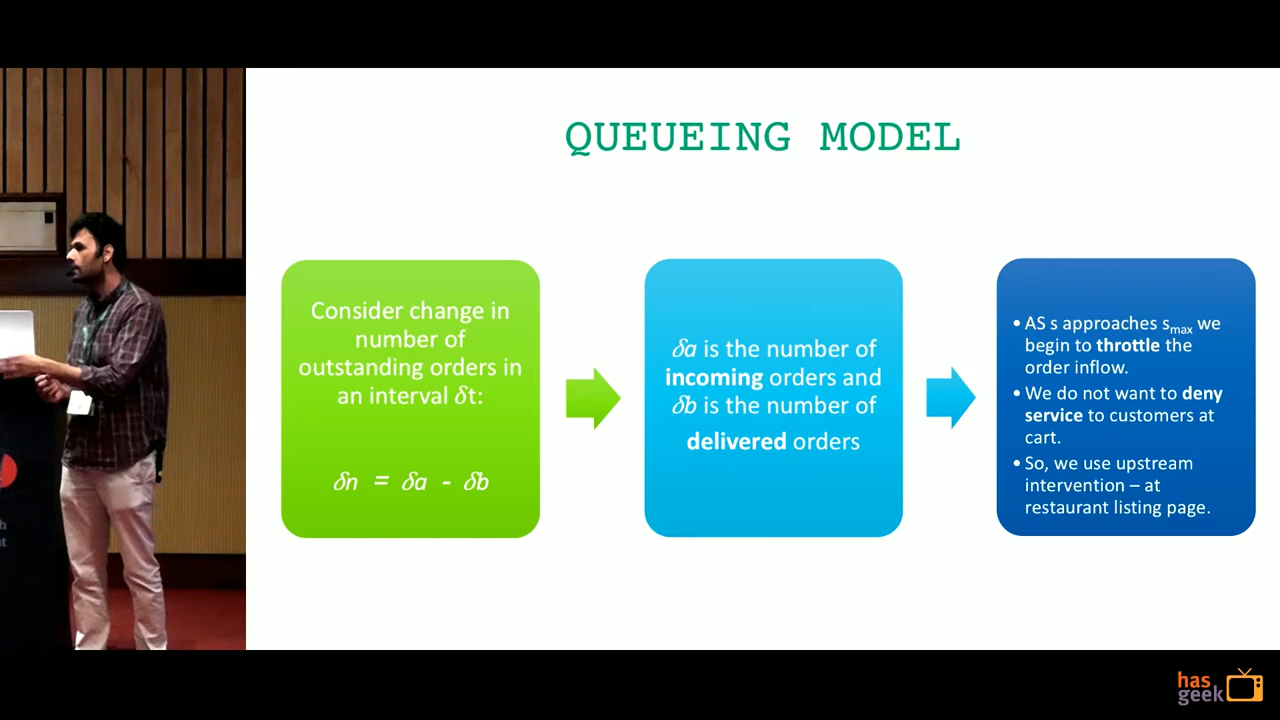 QUEUEING MODEL
Consider change in
number of
outstanding orders in
an interval δt:
δn = δa - δb
δa is the number of
incoming orders and
δb is the number of
delivered orders
• AS s approaches smax we
begin to throttle the
order inflow.
• We do not want to deny
service to customers at
cart.
• So, we use upstream
intervention – at
restaurant listing page.
has
geek